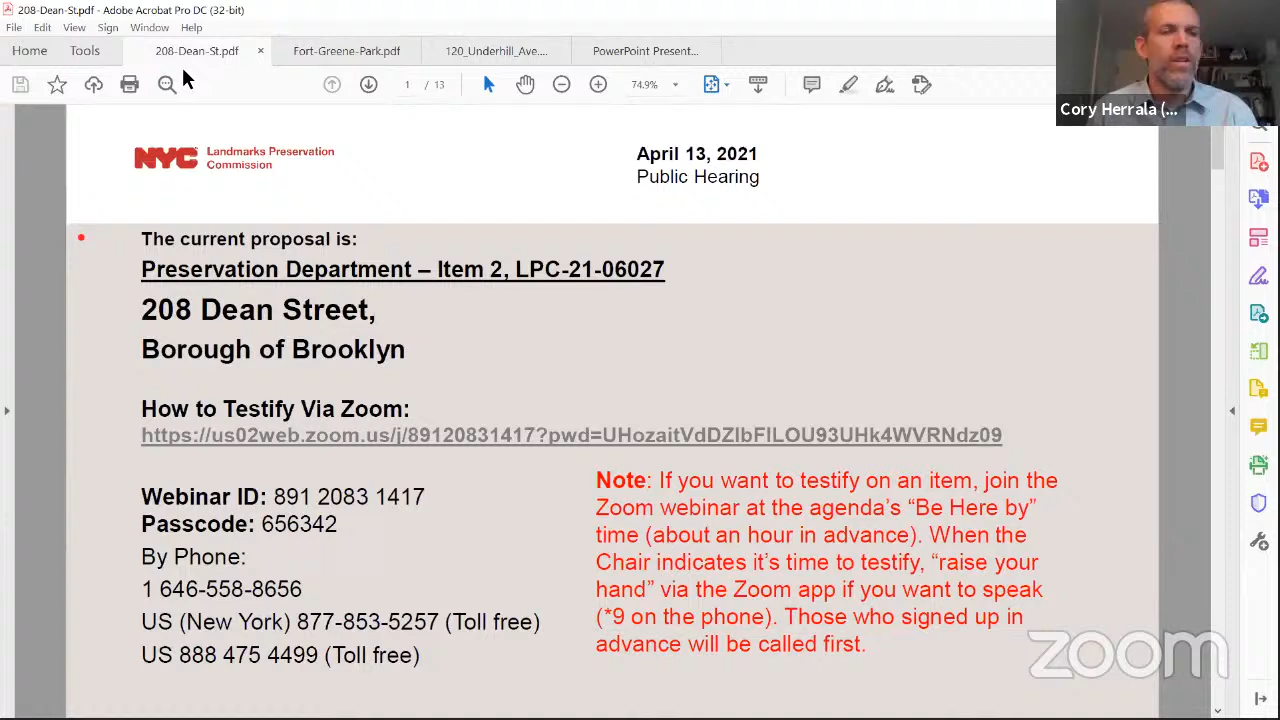 208-Dean-St.pdf - Adobe Acrobat Pro DC (32-bit)
File Edit View Sign Window Help
Home Tools 208-Dean-St.pdf × Fort-Greene-Park.pdf 120_Underhill_Ave.... PowerPoint Present...
1 / 13 74.9%
Cory Herrala (...
NYC Landmarks Preservation
Commission
April 13, 2021
Public Hearing
The current proposal is:
Preservation Department – Item 2, LPC-21-06027
208 Dean Street,
Borough of Brooklyn
How to Testify Via Zoom:
https://us02web.zoom.us/j/89120831417?pwd=UHozaitVdDZIbFlLOU93UHk4WVRNdz09
Webinar ID: 891 2083 1417
Passcode: 656342
By Phone:
1 646-558-8656
US (New York) 877-853-5257 (Toll free)
US 888 475 4499 (Toll free)
Note: If you want to testify on an item, join the
Zoom webinar at the agenda’s “Be Here by”
time (about an hour in advance). When the
Chair indicates it’s time to testify, “raise your
hand” via the Zoom app if you want to speak
(*9 on the phone). Those who signed up in
advance will be called first.
zoom